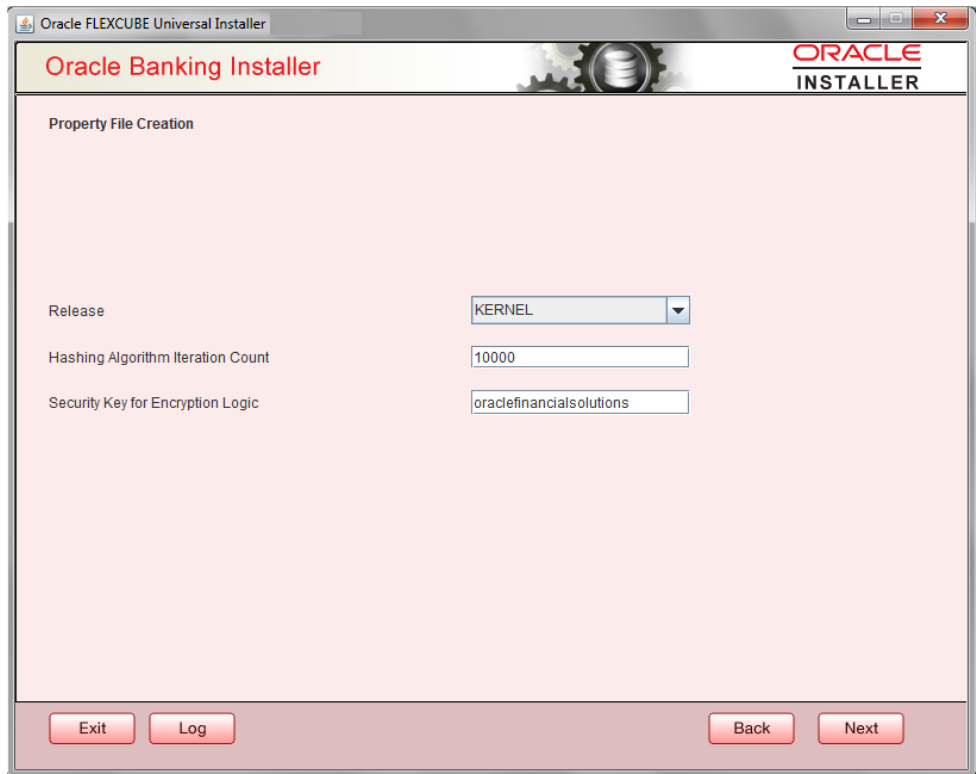 Oracle FLEXCUBE Universal Installer
Oracle Banking Installer
ORACLE
INSTALLER
Property File Creation
Release
KERNEL
Hashing Algorithm Iteration Count
10000
Security Key for Encryption Logic
oraclefinancialsolutions
Exit
Log
Back
Next